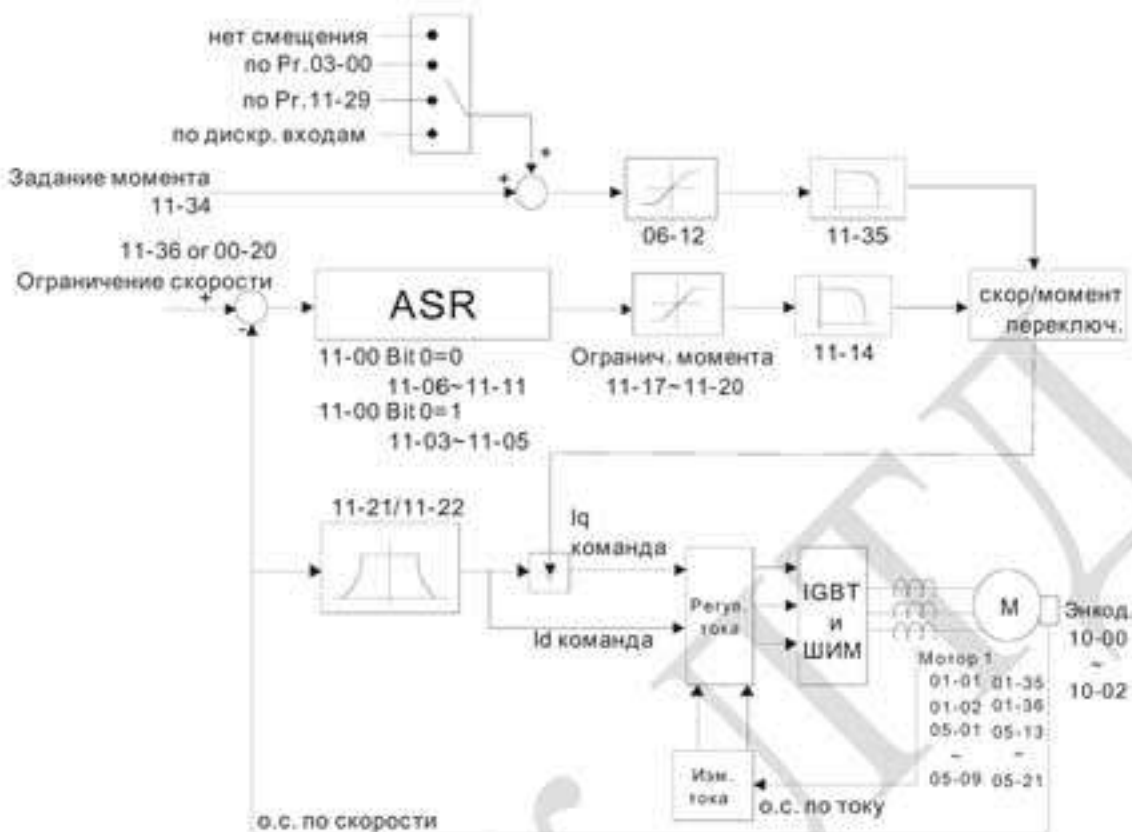 нет смещения
по Pr.03-00
по Pr.11-29
по дискр. входам
Задание момента
11-34
+
+
06-12
11-35
11-36 or 00-20
Ограничение скорости
+
-
ASR
скор/момент
переключ.
11-00 Bit 0=0
11-06~11-11
11-00 Bit 0=1
11-03~11-05
Огранич. момента
11-17~11-20
11-14
11-21/11-22
Iq
команда
Id команда
Регул.
тока
IGBT
и
ШИМ
М
Энкод.
10-00
~
10-02
Мотор 1
01-01 01-35
01-02 01-36
05-01 05-13
~ ~
05-09 05-21
Изм.
тока
о.с. по току
о.с. по скорости